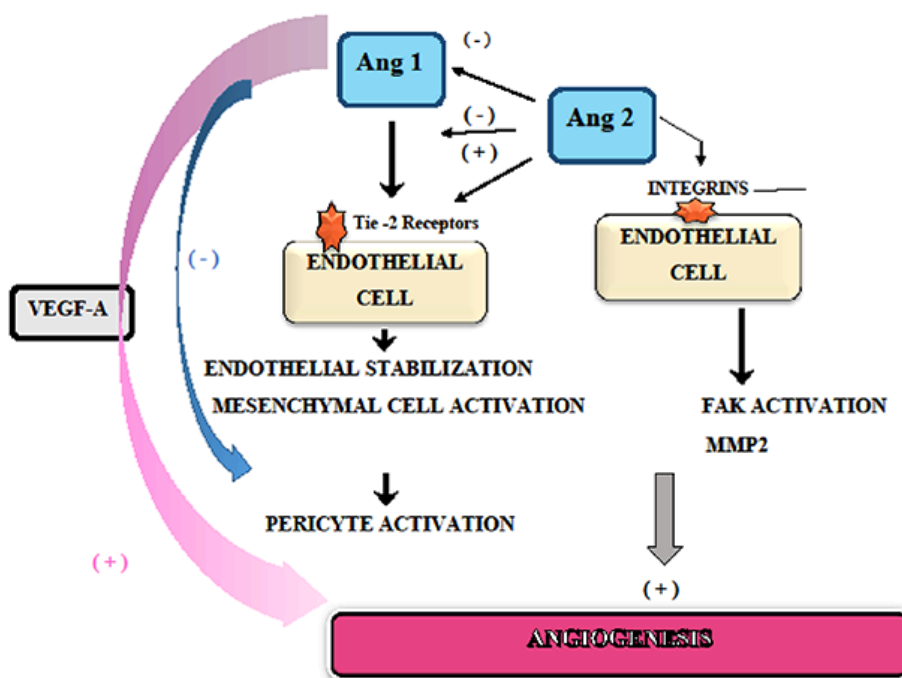 (-)
Ang 1
Ang 2
(-)
(+)
INTEGRINS
Tie -2 Receptors
ENDOTHELIAL
CELL
ENDOTHELIAL
CELL
(-)
VEGF-A
ENDOTHELIAL STABILIZATION
MESENCHYMAL CELL ACTIVATION
FAK ACTIVATION
MMP2
PERICYTE ACTIVATION
(+)
(+)
ANGIOGENESIS